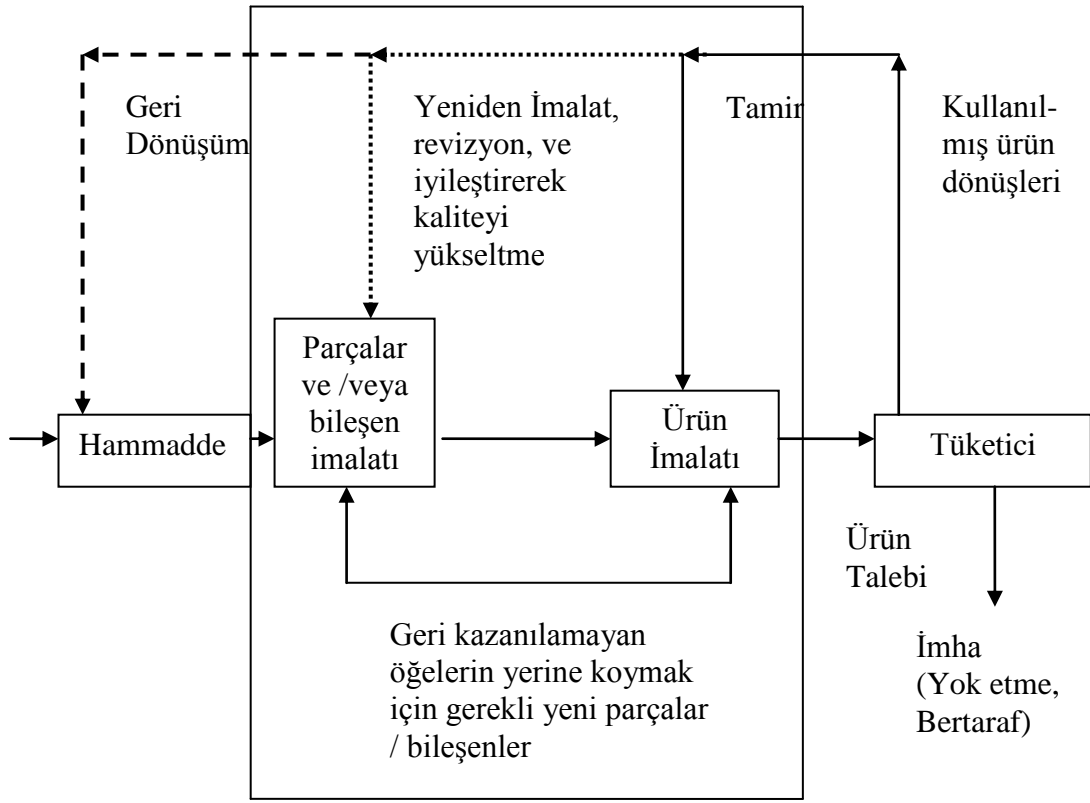 Geri
Dönüşüm
Yeniden İmalat,
revizyon, ve
iyileştirerek
kaliteyi
yükseltme
Tamir
Kullanıl-
mış ürün
dönüşleri
Hammadde
Parçalar
ve /veya
bileşen
imalatı
Ürün
İmalatı
Tüketici
Ürün
Talebi
Geri kazanılamayan
öğelerin yerine koymak
için gerekli yeni parçalar
/ bileşenler
İmha
(Yok etme,
Bertaraf)